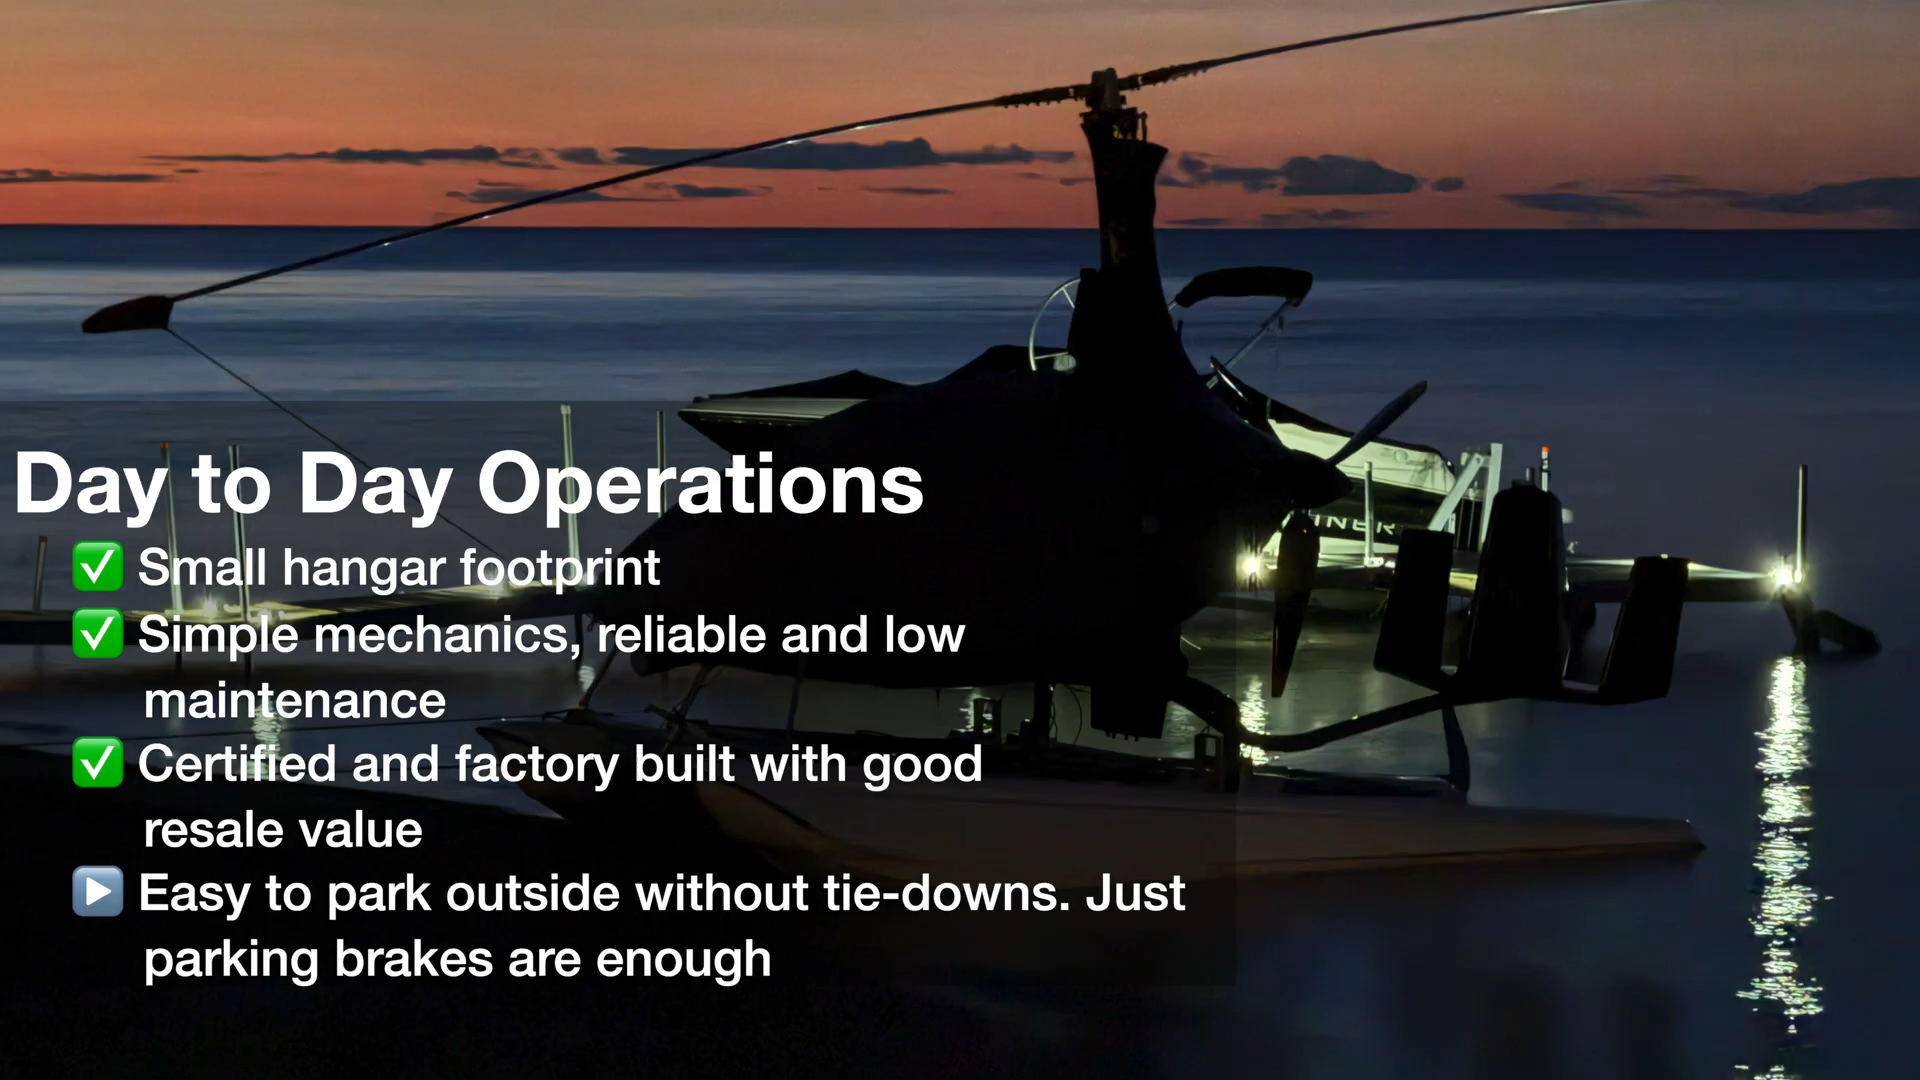 Day to Day Operations
✅ Small hangar footprint
✅ Simple mechanics, reliable and low
maintenance
✅ Certified and factory built with good
resale value
▶️ Easy to park outside without tie-downs. Just
parking brakes are enough